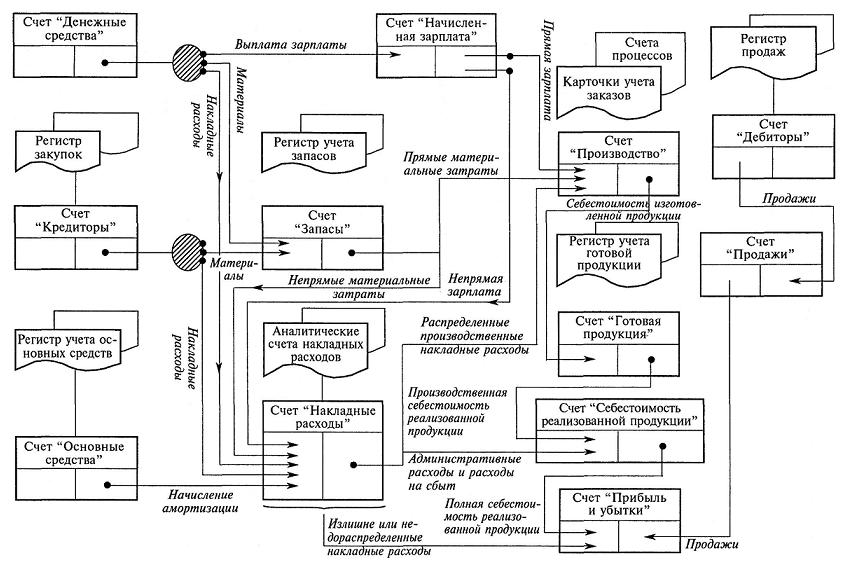 Счет “Денежные
средства”
Счет “Начислен-
ная зарплата”
Выплата зарплаты
Материалы
Накладные
расходы
Прямая зарплата
Счета
процессов
Карточки учета
заказов
Регистр
продаж
Регистр
закупок
Регистр учета
запасов
Прямые матери-
альные затраты
Счет
“Производство”
Счет
“Дебиторы”
Продажи
Счет
“Кредиторы”
Счет
“Запасы”
Матери-
алы
Себестоимость изготов-
ленной продукции
Регистр учета
готовой
продукции
Счет
“Продажи”
Непрямые материальные
затраты
Непрямая
зарплата
Накладные
расходы
Регистр учета ос-
новных средств
Аналитические
счета накладных
расходов
Распределенные
производственные
накладные расходы
Счет “Готовая
продукция”
Производственная
себестоимость
реализованной
продукции
Счет “Накладные
расходы”
Счет “Себестоимость
реализованной продукции”
Счет “Основные
средства”
Административные
расходы и расходы
на сбыт
Начисление
амортизации
Полная себесто-
имость реализо-
ванной продукции
Счет “Прибыль
и убытки”
Излишне или не-
дораспределенные
накладные расходы
Продажи